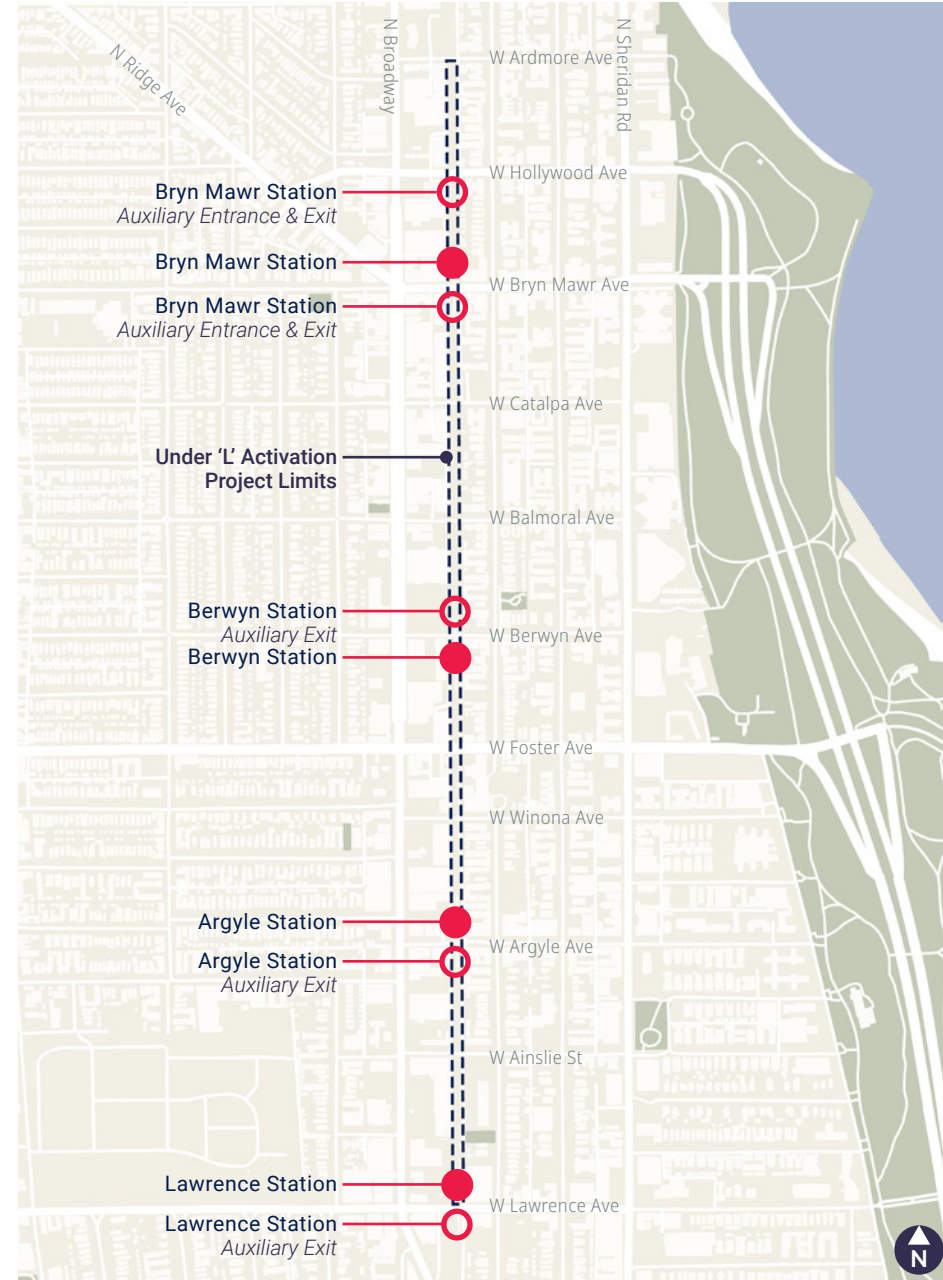 N Ridge Ave
N Broadway
N Sheridan Rd
W Ardmore Ave
W Hollywood Ave
Bryn Mawr Station
Auxiliary Entrance & Exit
Bryn Mawr Station
W Bryn Mawr Ave
Bryn Mawr Station
Auxiliary Entrance & Exit
W Catalpa Ave
Under ‘L’ Activation
Project Limits
W Balmoral Ave
Berwyn Station
Auxiliary Exit
W Berwyn Ave
Berwyn Station
W Foster Ave
W Winona Ave
Argyle Station
W Argyle Ave
Argyle Station
Auxiliary Exit
W Ainslie St
Lawrence Station
W Lawrence Ave
Lawrence Station
Auxiliary Exit
N